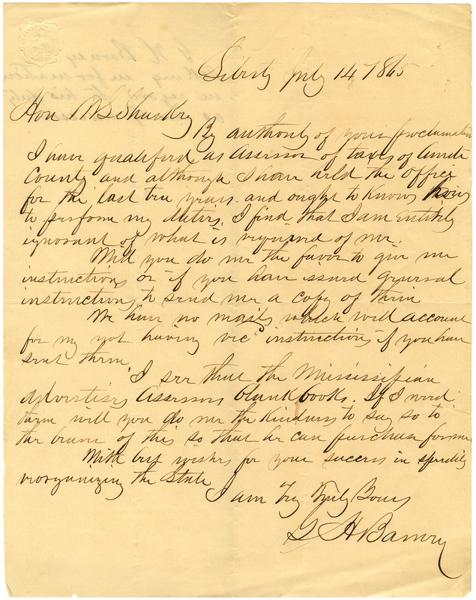 Liberty July 14 1865
Hon W L Sharkey
By authority of your proclamation
I have qualified as Assessor of taxes of Amite
County and although I have held the office
for the last ten years and ought to know how
to perform my duties, I find that I am Entirely
ignorant of what is required of me.
Will you do me the favor to give me
instructions or if you have issued general
instructions to send me a copy of them
We have no mails which will account
for my not having rec'd instructions if you have
sent them
I see that the Mississippian
advertises Assessors blank books. If I need
them will you do me the kindness to say so to
the bearer of this so that he can purchase for me
With best wishes for your success in speedily
reorganizing the State
I am Very Truly Yours
G H Barney